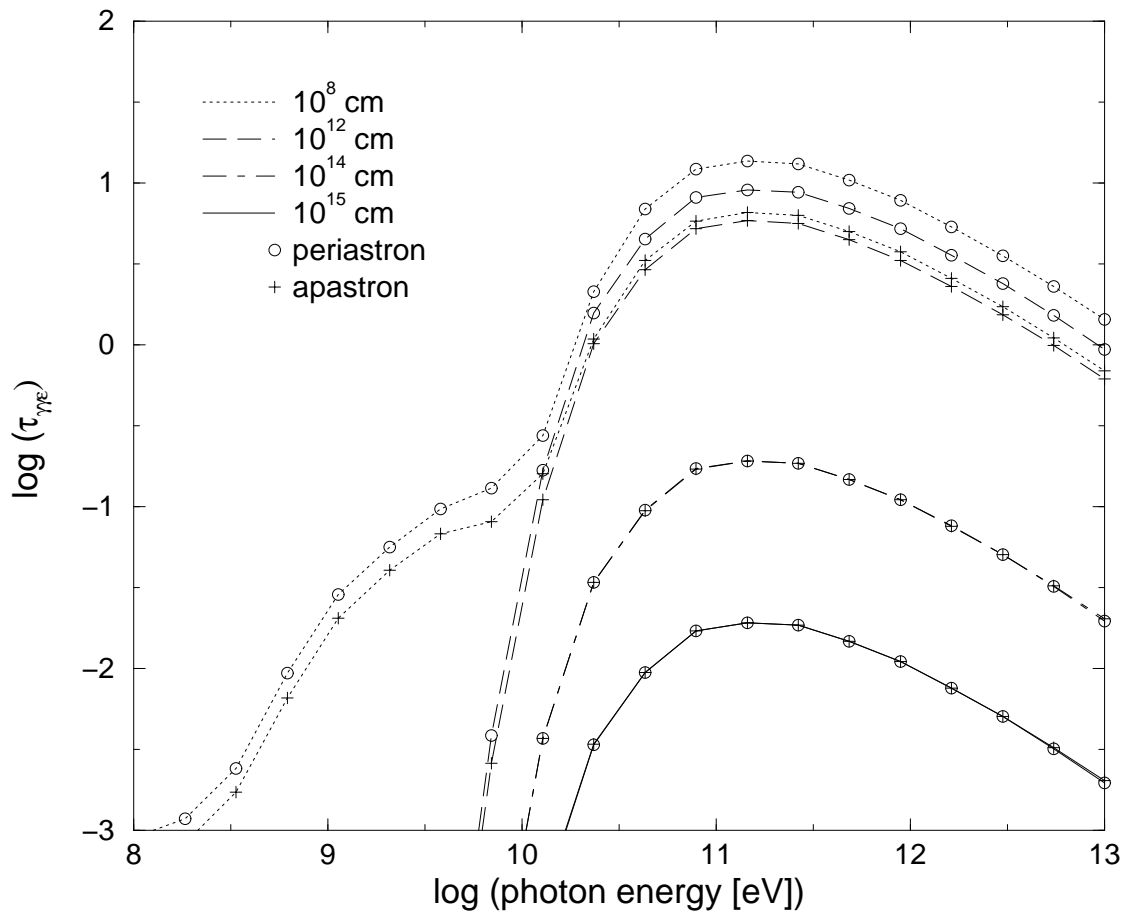 2
1
0
−1
−2
−3
log (τγγε)
10^8 cm
10^12 cm
10^14 cm
10^15 cm
periastron
apastron
8 9 10 11 12 13
log (photon energy [eV])